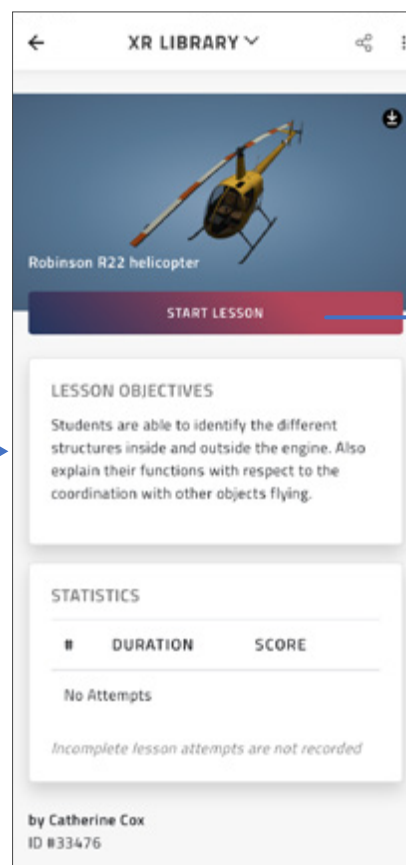 XR LIBRARY
Robinson R22 helicopter
START LESSON
LESSON OBJECTIVES
Students are able to identify the different
structures inside and outside the engine. Also
explain their functions with respect to the
coordination with other objects flying.
STATISTICS
# DURATION SCORE
No Attempts
Incomplete lesson attempts are not recorded
by Catherine Cox
ID #33476